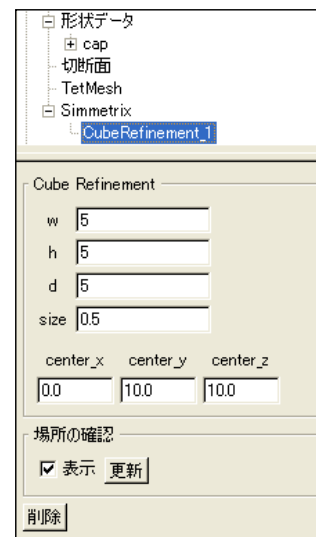 形状データ
cap
切断面
TetMesh
Simmetrix
CubeRefinement_1
Cube Refinement
w 5
h 5
d 5
size 0.5
center_x center_y center_z
0.0 10.0 10.0
場所の確認
表示 更新
削除